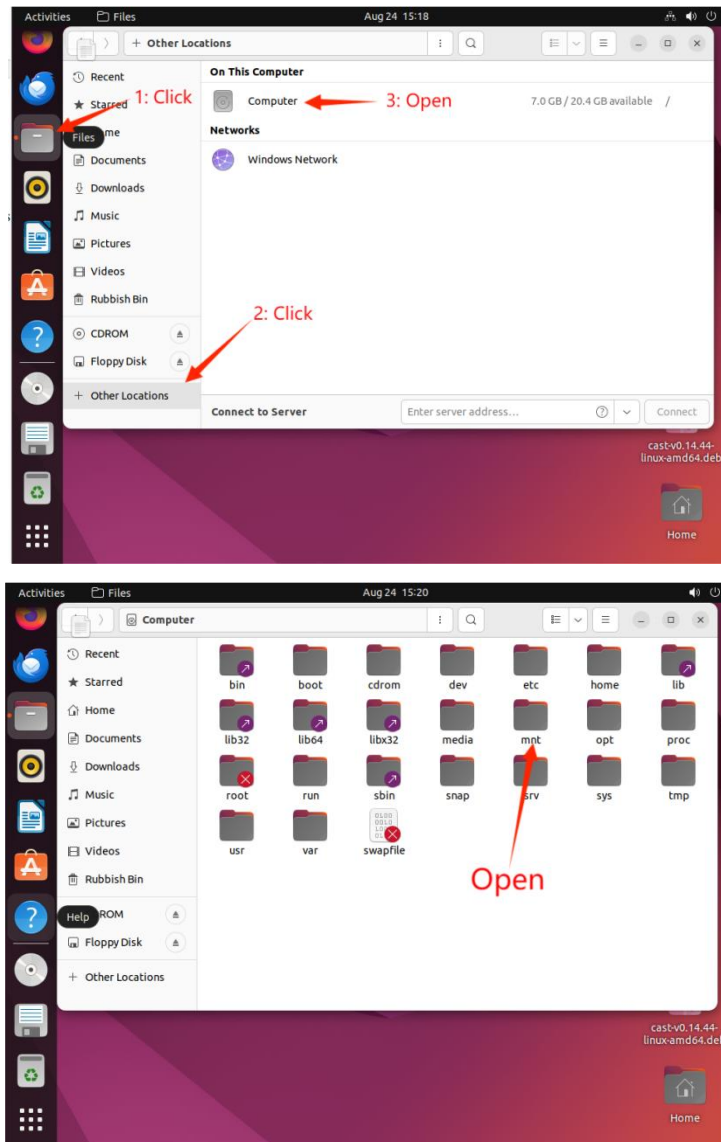 Activities Files Aug 24 15:18
+ Other Locations
Recent
Starred
1: Click
Files
me
Documents
Downloads
Music
Pictures
Videos
Rubbish Bin
CDROM
Floppy Disk
+ Other Locations
On This Computer
Computer 3: Open 7.0 GB / 20.4 GB available /
Networks
Windows Network
2: Click
Connect to Server Enter server address... Connect
cast-v0.14.44-
linux-amd64.deb
Home
Activities Files Aug 24 15:20
Computer
Recent
Starred
Home
Documents
Downloads
Music
Pictures
Videos
Rubbish Bin
Help
ROM
Floppy Disk
+ Other Locations
bin boot cdrom dev etc home lib
lib32 lib64 libx32 media mnt opt proc
root run sbin snap srv sys tmp
usr var swapfile
Open
cast-v0.14.44-
linux-amd64.del
Home